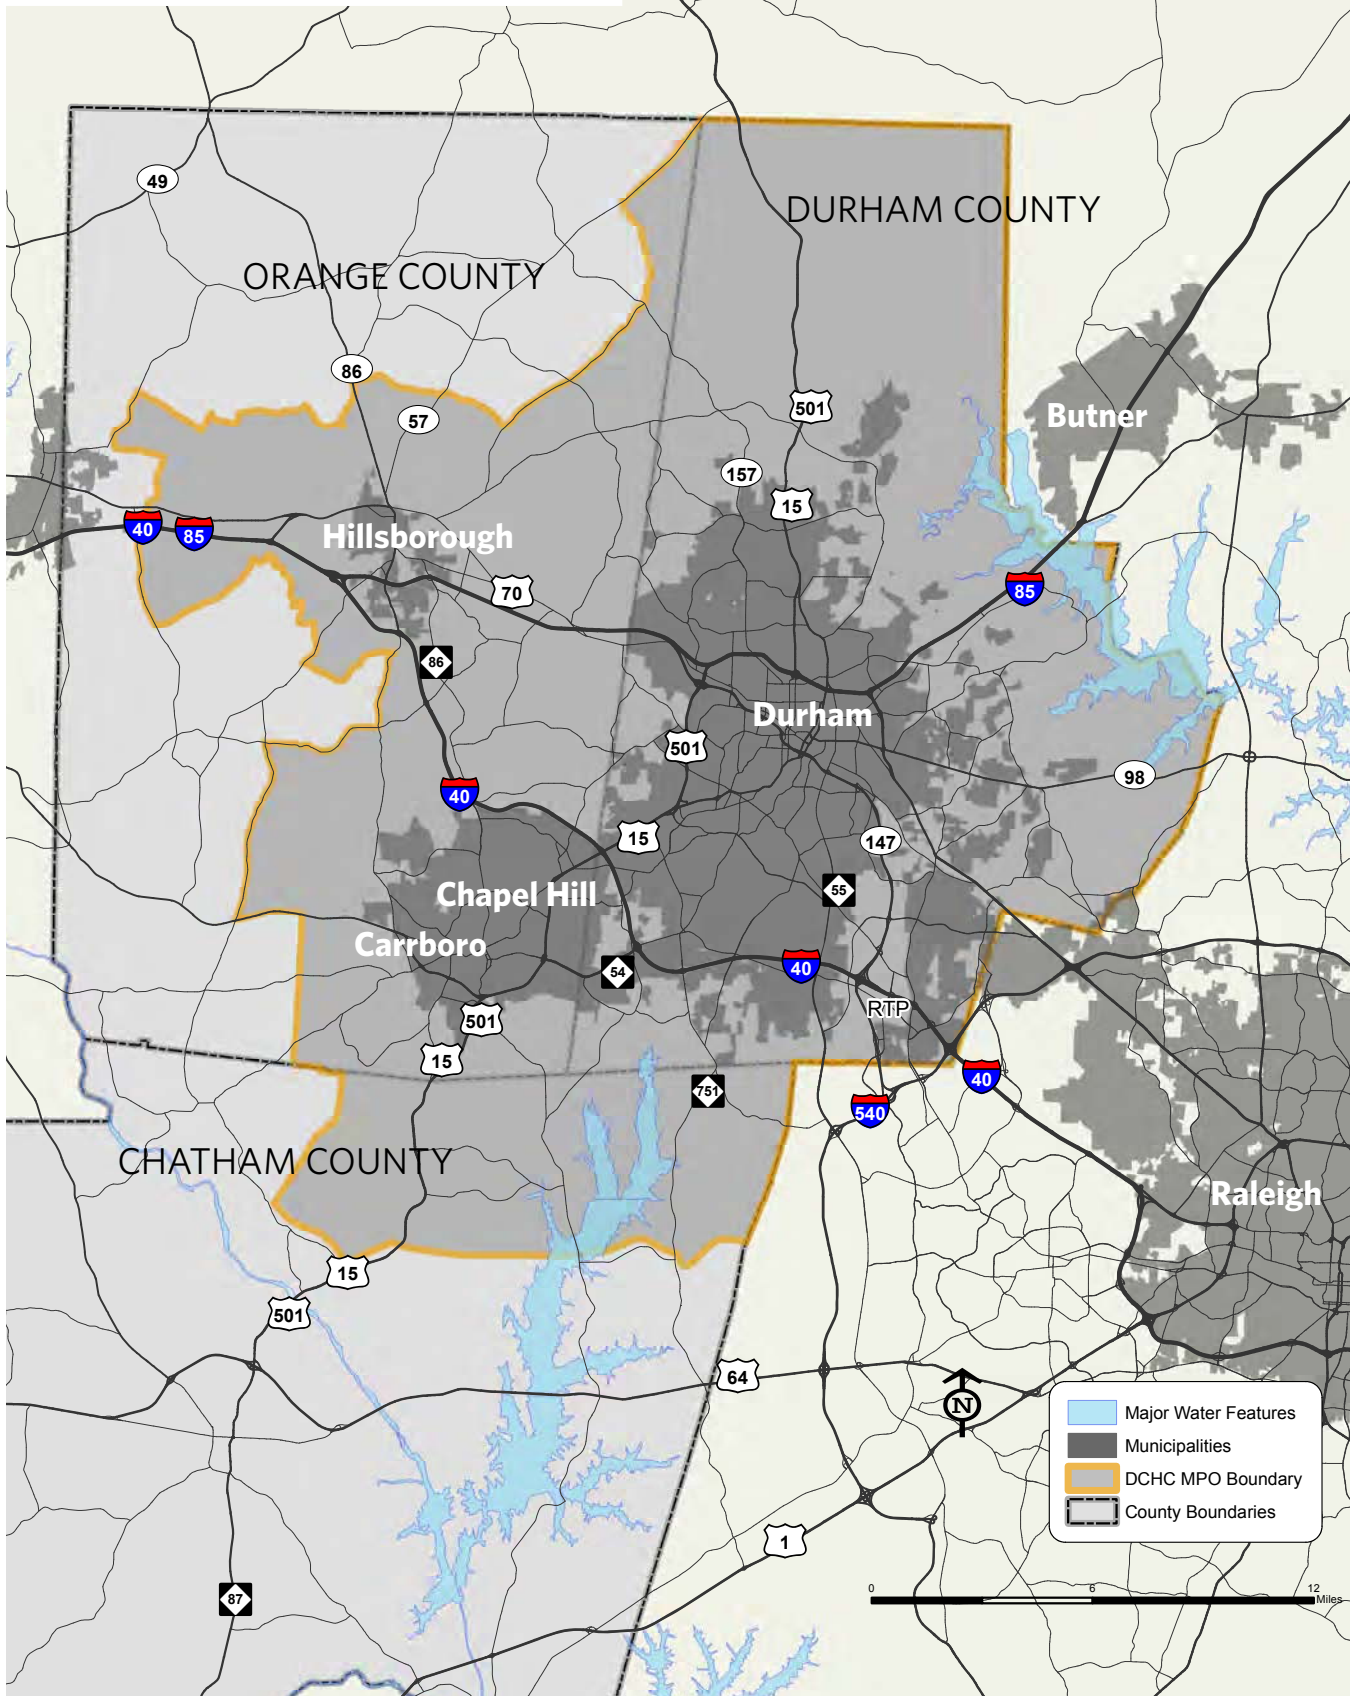 49
DURHAM COUNTY
ORANGE COUNTY
86
57
501
Butner
157
15
40
85
Hillsborough
70
85
86
Durham
501
98
40
15
147
Chapel Hill
55
Carrboro
54
40
RTP
501
15
40
751
540
CHATHAM COUNTY
Raleigh
15
501
64
N
Major Water Features
Municipalities
DCHC MPO Boundary
County Boundaries
1
0 6 12
Miles
87